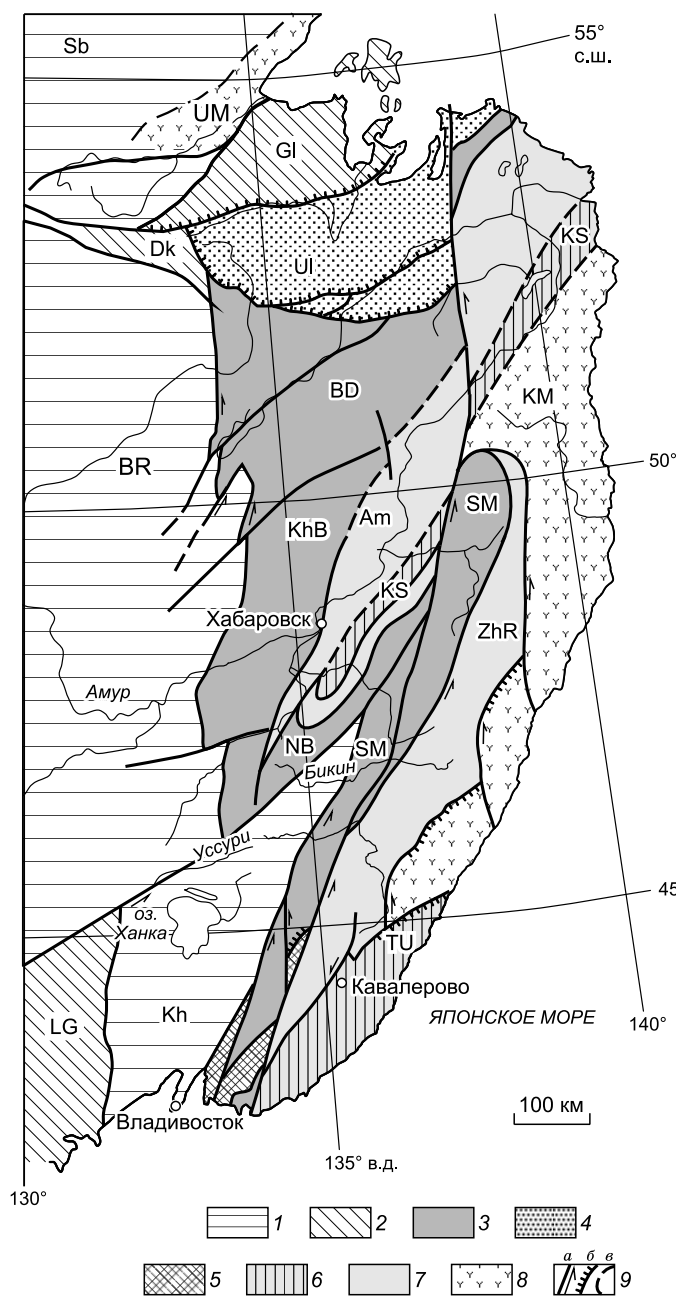 55°
с.ш.
Sb
UM
Gl
Dk
Ul
KS
BD
KM
BR
50°
Am
SM
KhB
KS
Хабаровск
ZhR
Амур
NB
SM
Бикин
Уссури
45
оз.
Ханка
TU
Кавалерово
LG
Kh
ЯПОНСКОЕ МОРЕ
140°
100 км
Владивосток
135° в.д.
130°
1 2 3 4
а б в
5 6 7 8 9